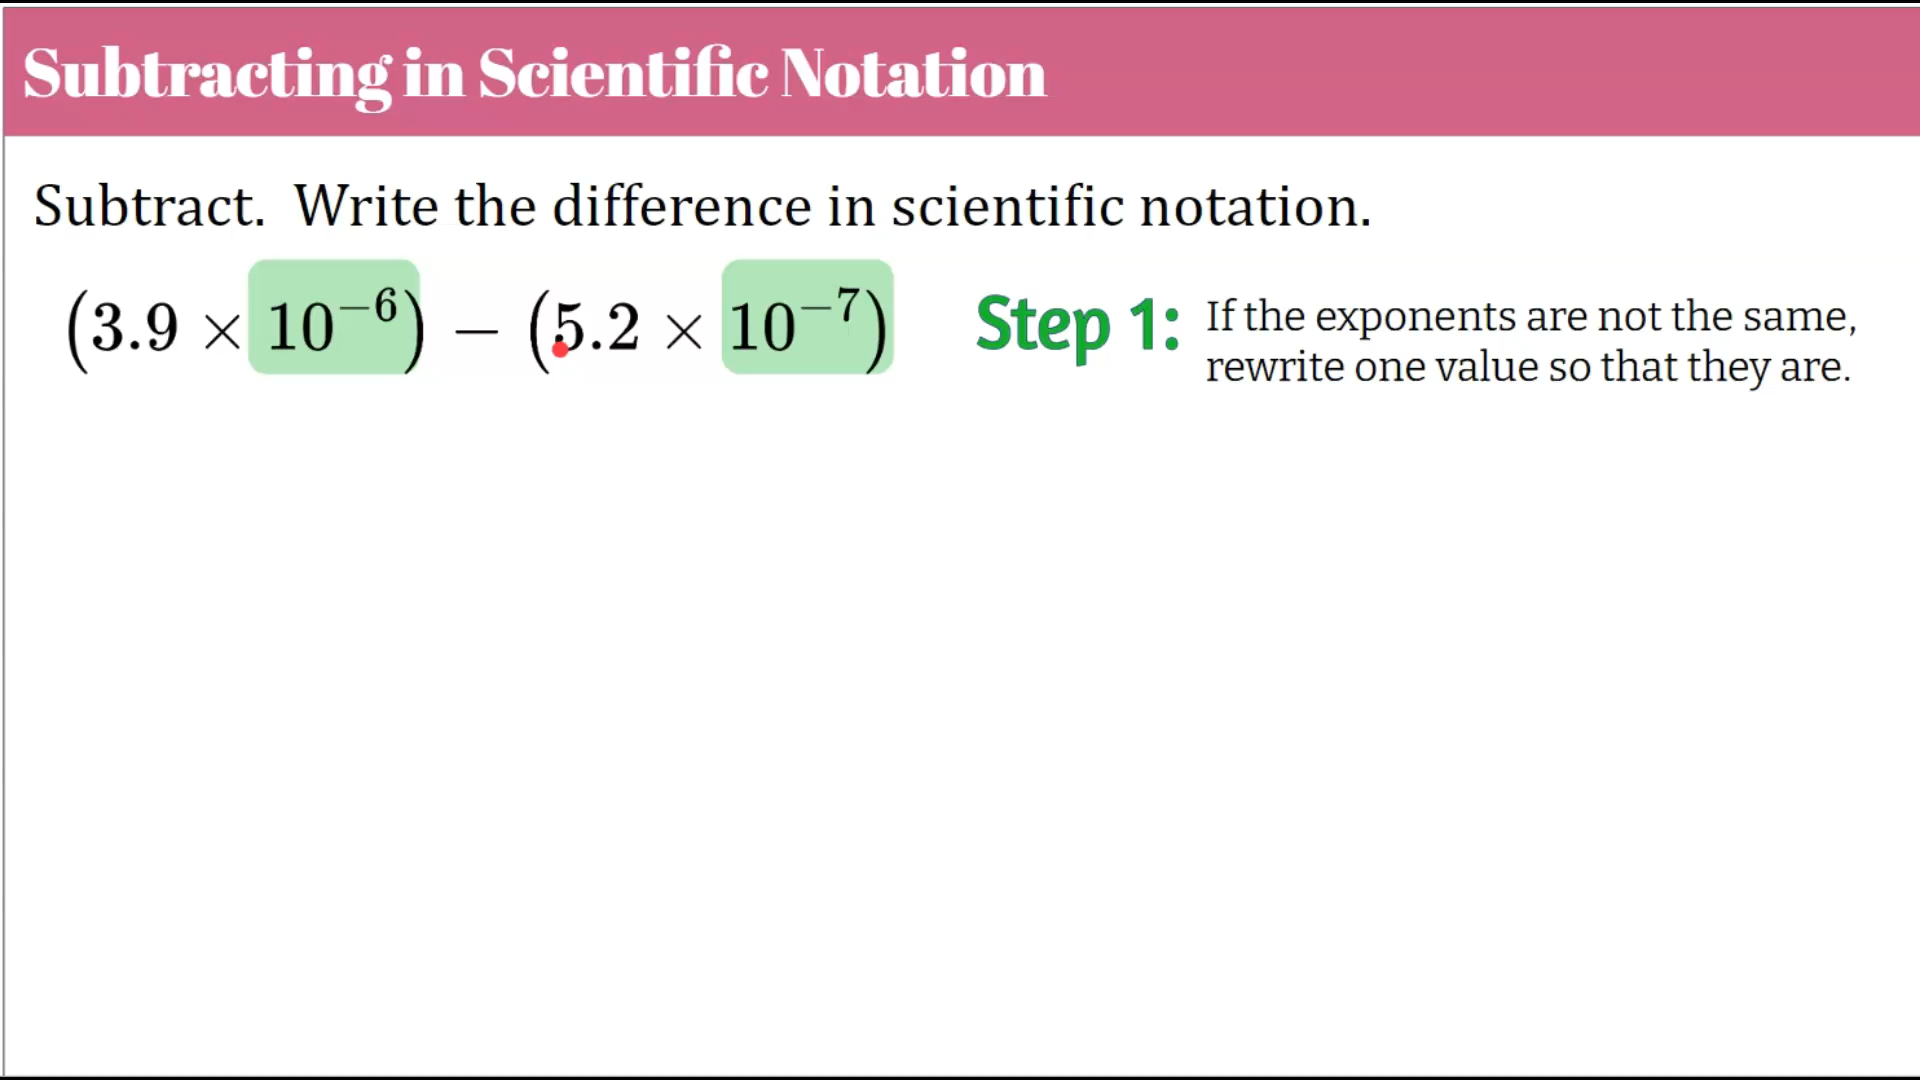 Subtracting in Scientific Notation
Subtract. Write the difference in scientific notation.
(3.9 × 10⁻⁶) − (5.2 × 10⁻⁷)
Step 1: If the exponents are not the same,
rewrite one value so that they are.